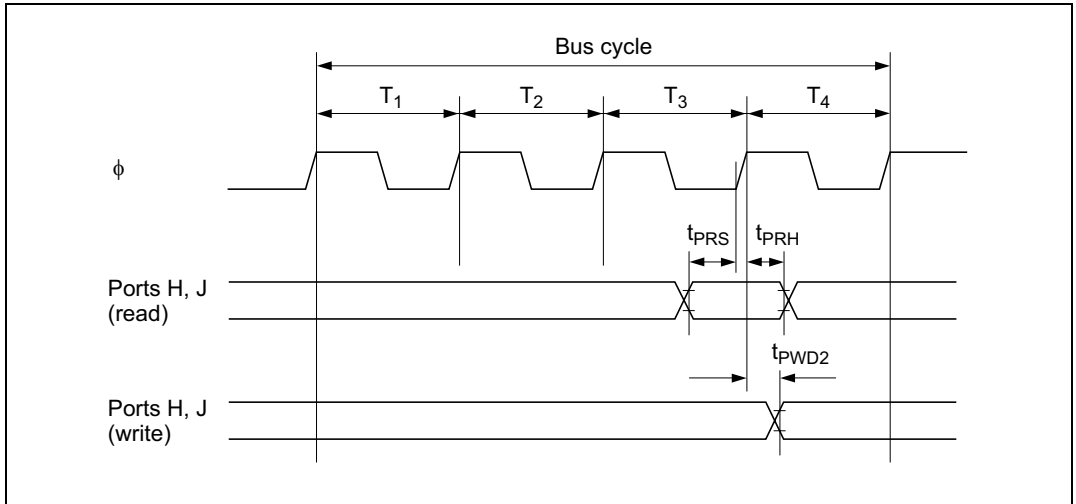 Bus cycle
T1 T2 T3 T4
ϕ
tPRS tPRH
Ports H, J
(read)
tPWD2
Ports H, J
(write)